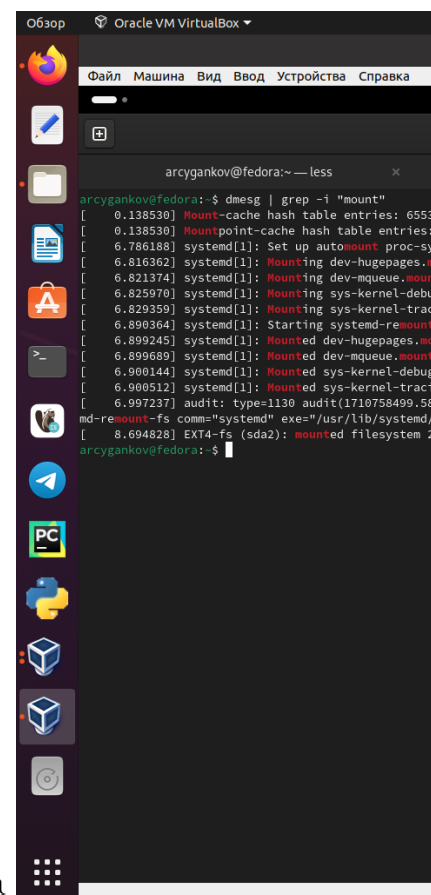 Обзор
Oracle VM VirtualBox
Файл Машина Вид Ввод Устройства Справка
arcygankov@fedora:~ — less
arcygankov@fedora:~$ dmesg | grep -i "mount"
[    0.138530] Mount-cache hash table entries: 6553
[    0.138530] Mountpoint-cache hash table entries:
[    6.786188] systemd[1]: Set up automount proc-sy
[    6.816362] systemd[1]: Mounting dev-hugepages.m
[    6.821374] systemd[1]: Mounting dev-mqueue.moun
[    6.825970] systemd[1]: Mounting sys-kernel-debu
[    6.829359] systemd[1]: Mounting sys-kernel-trac
[    6.890364] systemd[1]: Starting systemd-remount
[    6.899245] systemd[1]: Mounted dev-hugepages.mo
[    6.899689] systemd[1]: Mounted dev-mqueue.mount
[    6.900144] systemd[1]: Mounted sys-kernel-debug
[    6.900512] systemd[1]: Mounted sys-kernel-traci
[    6.997237] audit: type=1130 audit(1710758499.58
md-remount-fs comm="systemd" exe="/usr/lib/systemd/
[    8.694828] EXT4-fs (sda2): mounted filesystem 2
arcygankov@fedora:~$
PC